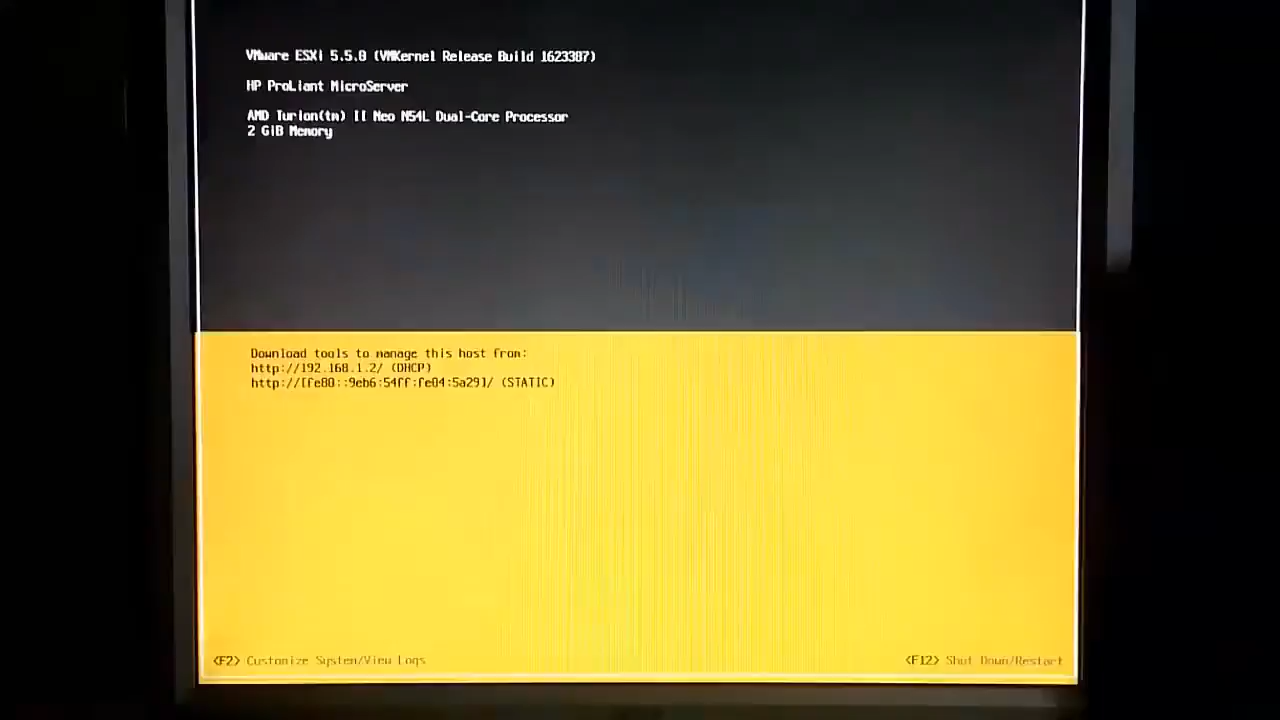 VMware ESXi 5.5.0 (VMKernel Release Build 1623387)
HP ProLiant MicroServer
AMD Turion(tm) II Neo N54L Dual-Core Processor
2 GiB Memory
Download tools to manage this host from:
http://192.168.1.2/ (DHCP)
http://[fe80::9eb6:54ff:fe04:5a29]/ (STATIC)
<F2> Customize System/View Logs
<F12> Shut Down/Restart